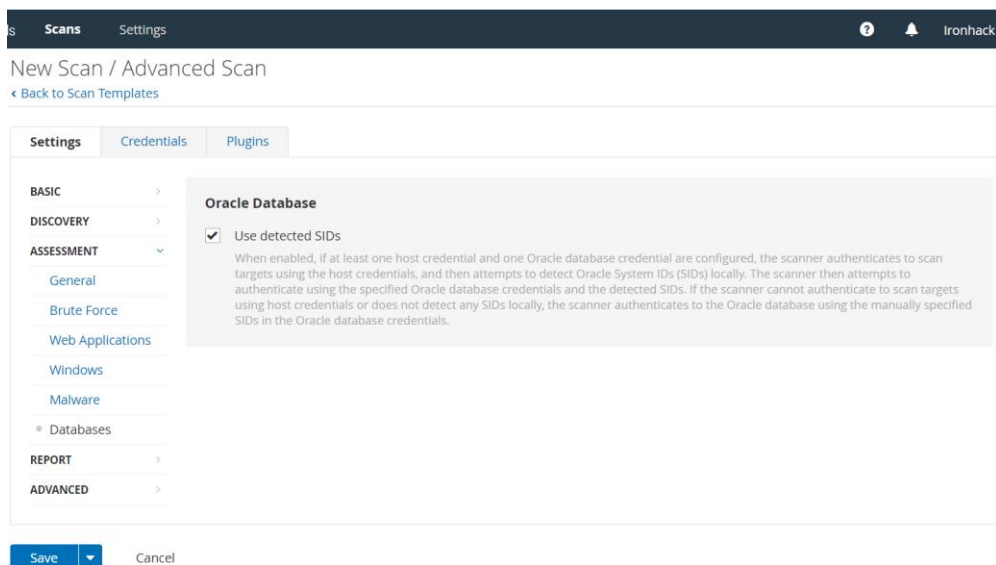 ls Scans Settings Ironhack
New Scan / Advanced Scan
‹ Back to Scan Templates
Settings Credentials Plugins
BASIC
DISCOVERY
ASSESSMENT
General
Brute Force
Web Applications
Windows
Malware
Databases
REPORT
ADVANCED
Oracle Database
Use detected SIDs
When enabled, if at least one host credential and one Oracle database credential are configured, the scanner authenticates to scan
targets using the host credentials, and then attempts to detect Oracle System IDs (SIDs) locally. The scanner then attempts to
authenticate using the specified Oracle database credentials and the detected SIDs. If the scanner cannot authenticate to scan targets
using host credentials or does not detect any SIDs locally, the scanner authenticates to the Oracle database using the manually specified
SIDs in the Oracle database credentials.
Save Cancel